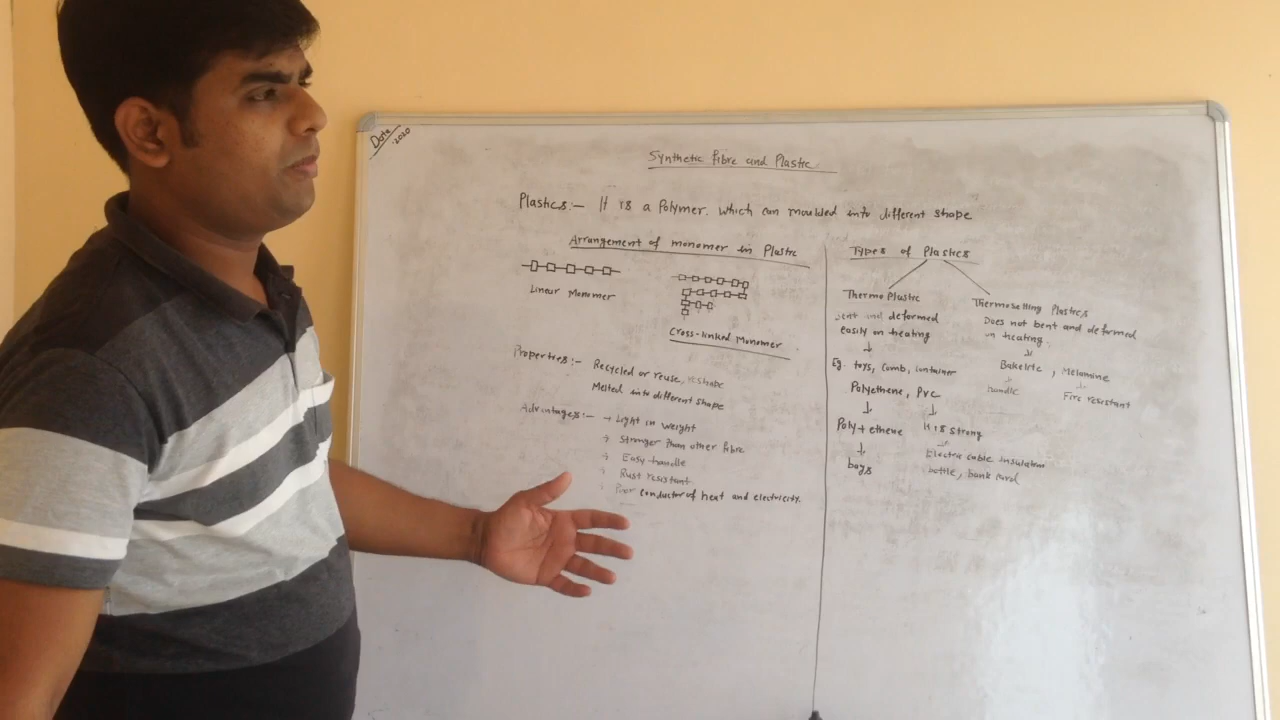 Date
2020
Synthetic Fibre and Plastic
Plastics:- It is a Polymer. Which can moulded into different shape
Arrangement of monomer in Plastic
Linear Monomer
Cross-linked Monomer
Properties:- Recycled or reuse, reshape
Melted into different shape
Advantages:- → Light in weight
→ Stronger than other fibre
→ Easy handle
→ Rust resistant
Poor conductor of heat and electricity.
Types of Plastics
Thermo Plastic
bent and deformed
easily on heating
↓
Eg. toys, comb, container
Polyethene, PVC
↓ ↓
Poly + ethene It is strong
↓
bags
Electric cable insulation
bottle, bank card
Thermosetting Plastics
Does not bent and deformed
on heating.
Bakelite, Melamine
↓ ↓
handle Fire resistant